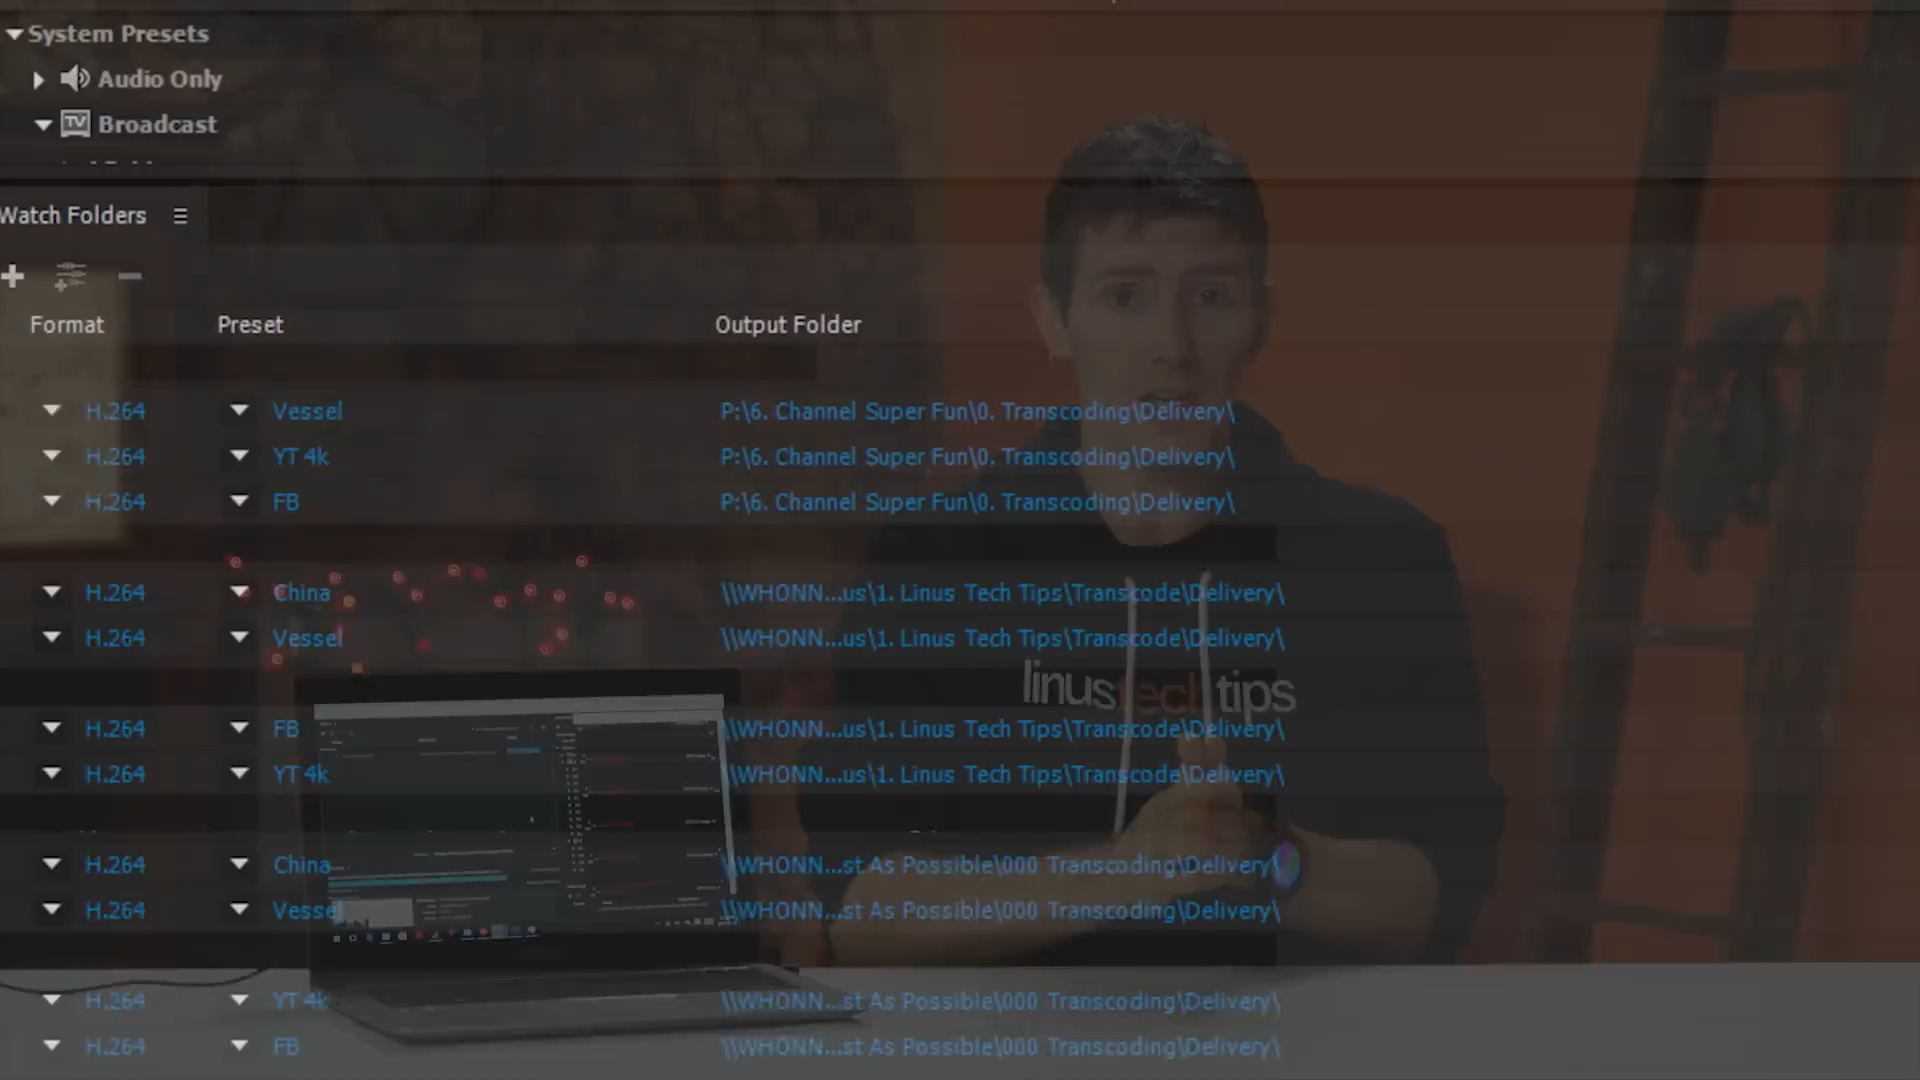 System Presets
Audio Only
TV Broadcast
Watch Folders
Format Preset Output Folder
H.264 Vessel P:\6. Channel Super Fun\0. Transcoding\Delivery\
H.264 YT 4k P:\6. Channel Super Fun\0. Transcoding\Delivery\
H.264 FB P:\6. Channel Super Fun\0. Transcoding\Delivery\
H.264 China \\WHONN...us\1. Linus Tech Tips\Transcode\Delivery\
H.264 Vessel \\WHONN...us\1. Linus Tech Tips\Transcode\Delivery\
linustechtips
H.264 FB \\WHONN...us\1. Linus Tech Tips\Transcode\Delivery\
H.264 YT 4k \\WHONN...us\1. Linus Tech Tips\Transcode\Delivery\
H.264 China \\WHONN...st As Possible\000 Transcoding\Delivery\
H.264 Vessel \\WHONN...st As Possible\000 Transcoding\Delivery\
H.264 YT 4k \\WHONN...st As Possible\000 Transcoding\Delivery\
H.264 FB \\WHONN...st As Possible\000 Transcoding\Delivery\